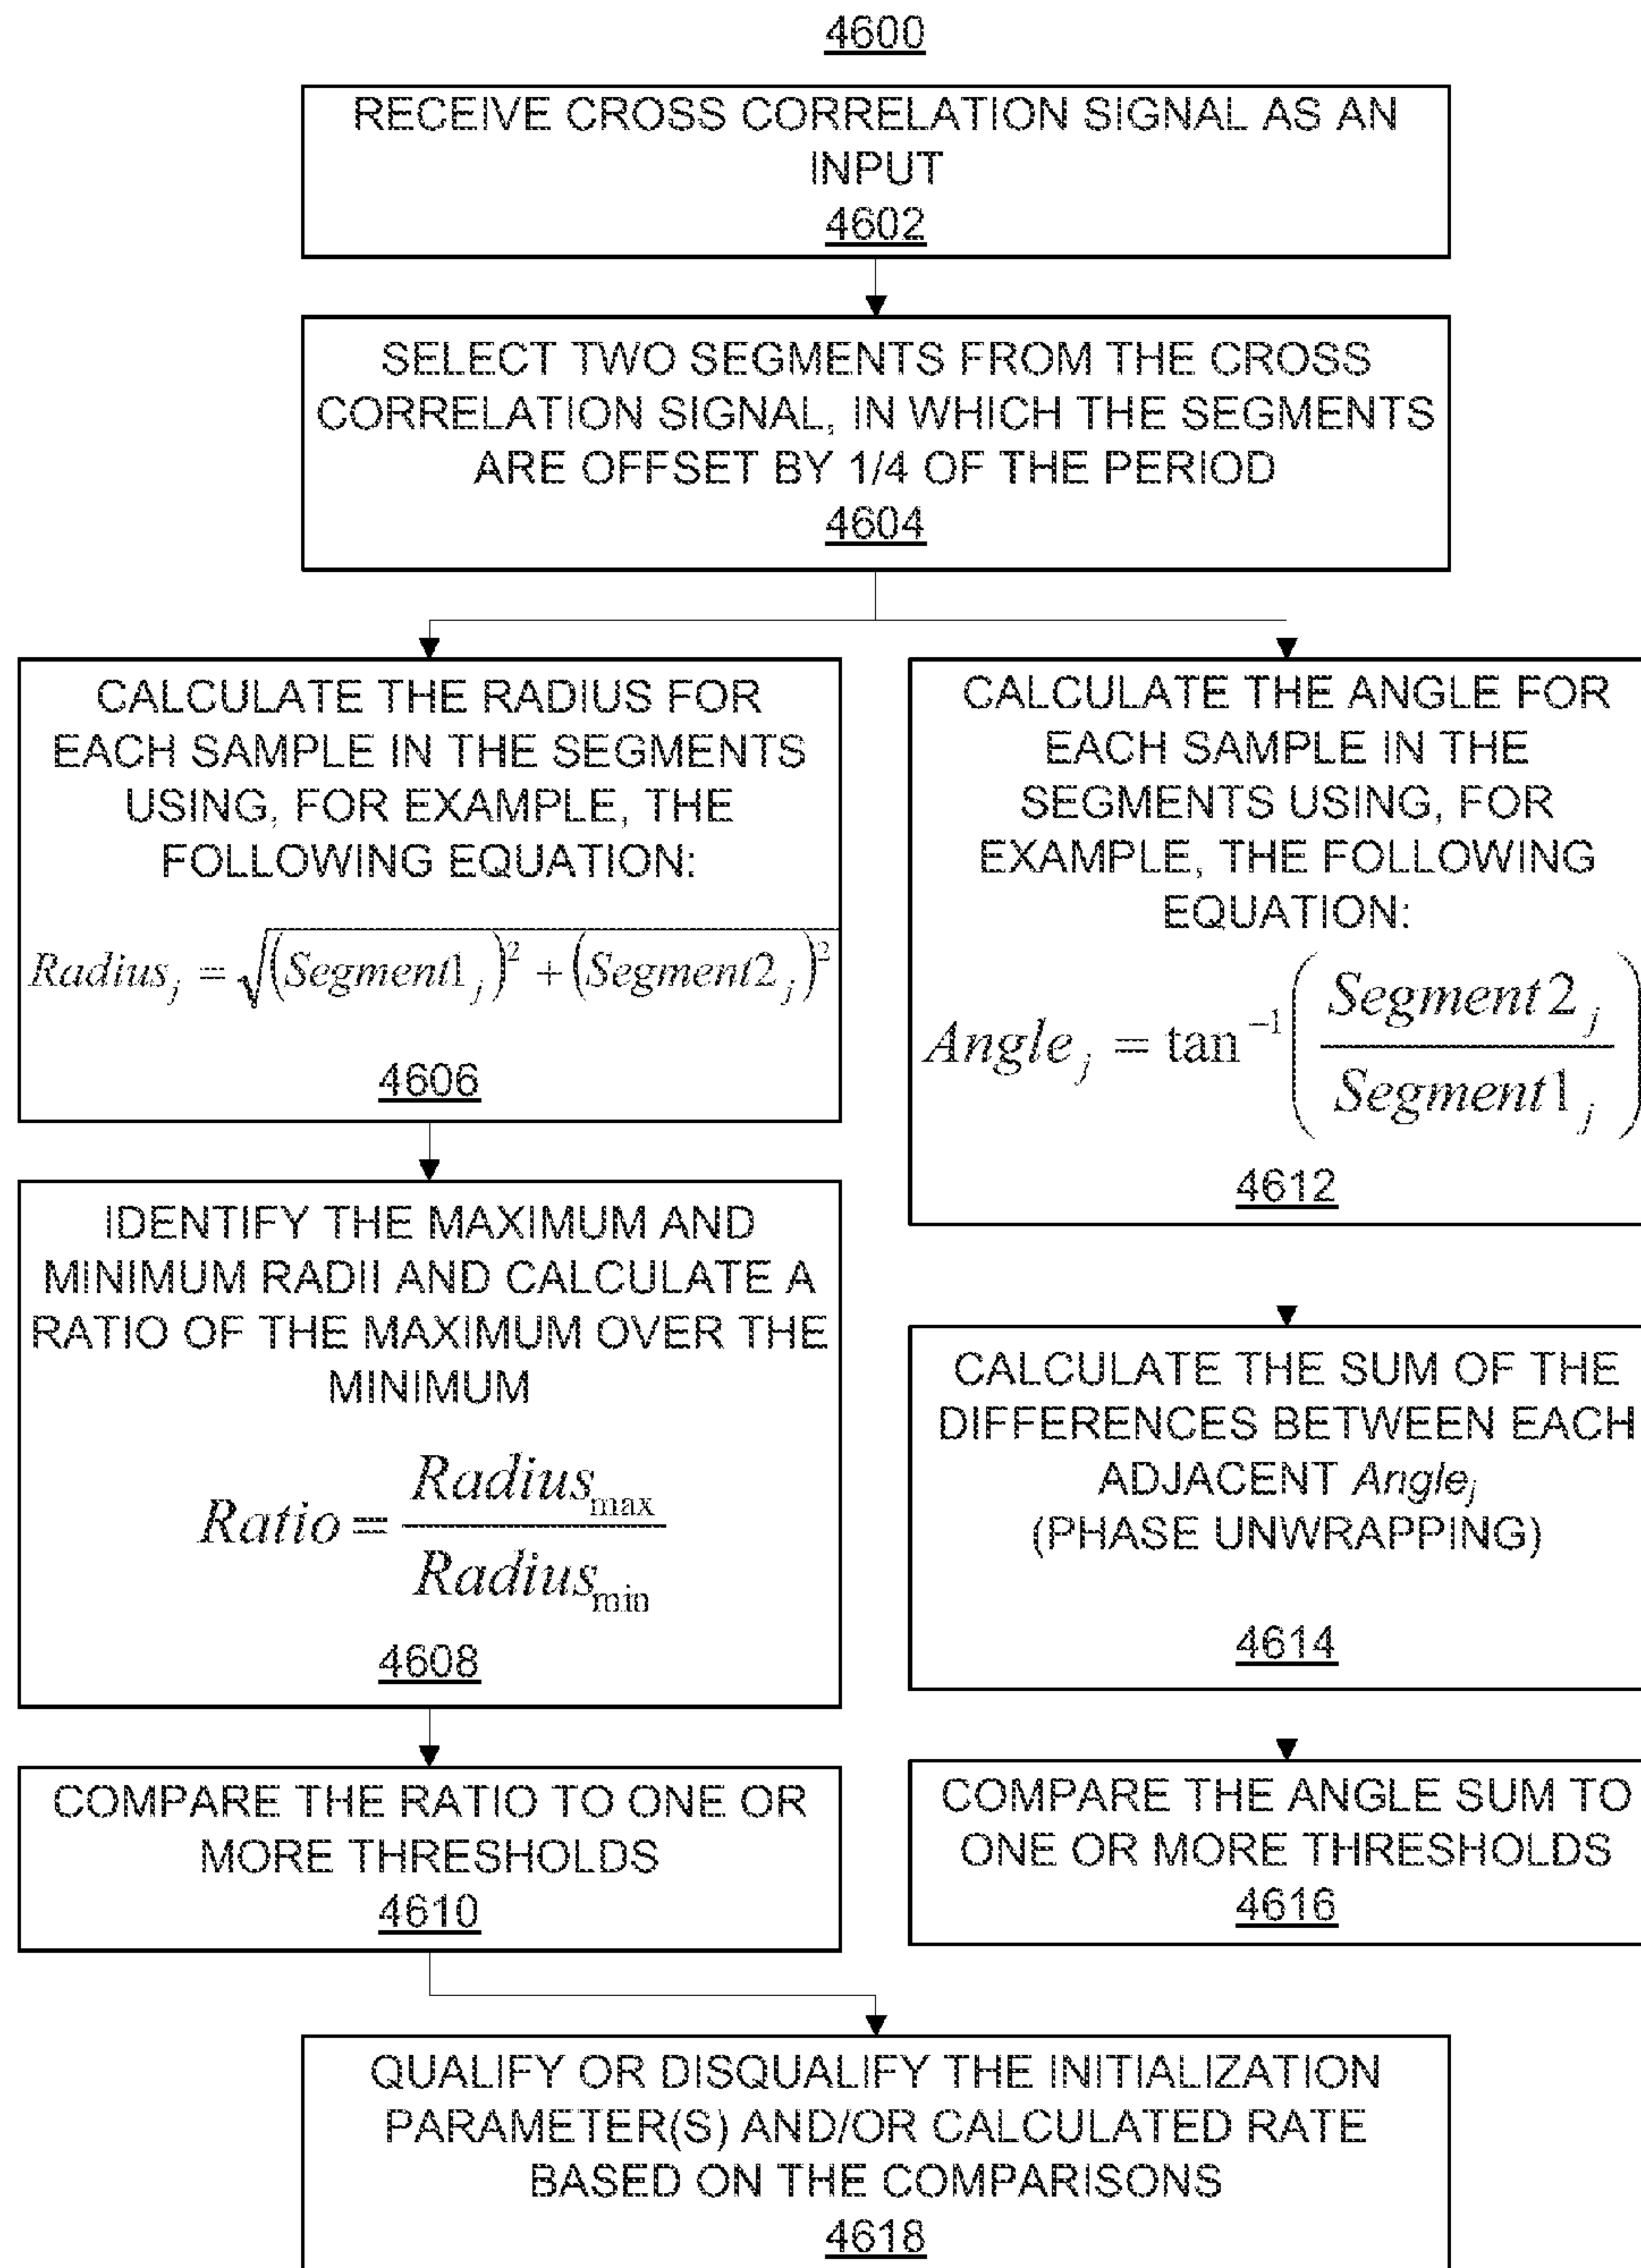 4600
RECEIVE CROSS CORRELATION SIGNAL AS AN
INPUT
4602
SELECT TWO SEGMENTS FROM THE CROSS
CORRELATION SIGNAL, IN WHICH THE SEGMENTS
ARE OFFSET BY 1/4 OF THE PERIOD
4604
CALCULATE THE RADIUS FOR
EACH SAMPLE IN THE SEGMENTS
USING, FOR EXAMPLE, THE
FOLLOWING EQUATION:
Radius_j = √((Segment1_j)² + (Segment2_j)²)
4606
IDENTIFY THE MAXIMUM AND
MINIMUM RADII AND CALCULATE A
RATIO OF THE MAXIMUM OVER THE
MINIMUM
Ratio = Radius_max / Radius_min
4608
COMPARE THE RATIO TO ONE OR
MORE THRESHOLDS
4610
CALCULATE THE ANGLE FOR
EACH SAMPLE IN THE
SEGMENTS USING, FOR
EXAMPLE, THE FOLLOWING
EQUATION:
Angle_j = tan⁻¹(Segment2_j / Segment1_j)
4612
CALCULATE THE SUM OF THE
DIFFERENCES BETWEEN EACH
ADJACENT Angle_j
(PHASE UNWRAPPING)
4614
COMPARE THE ANGLE SUM TO
ONE OR MORE THRESHOLDS
4616
QUALIFY OR DISQUALIFY THE INITIALIZATION
PARAMETER(S) AND/OR CALCULATED RATE
BASED ON THE COMPARISONS
4618